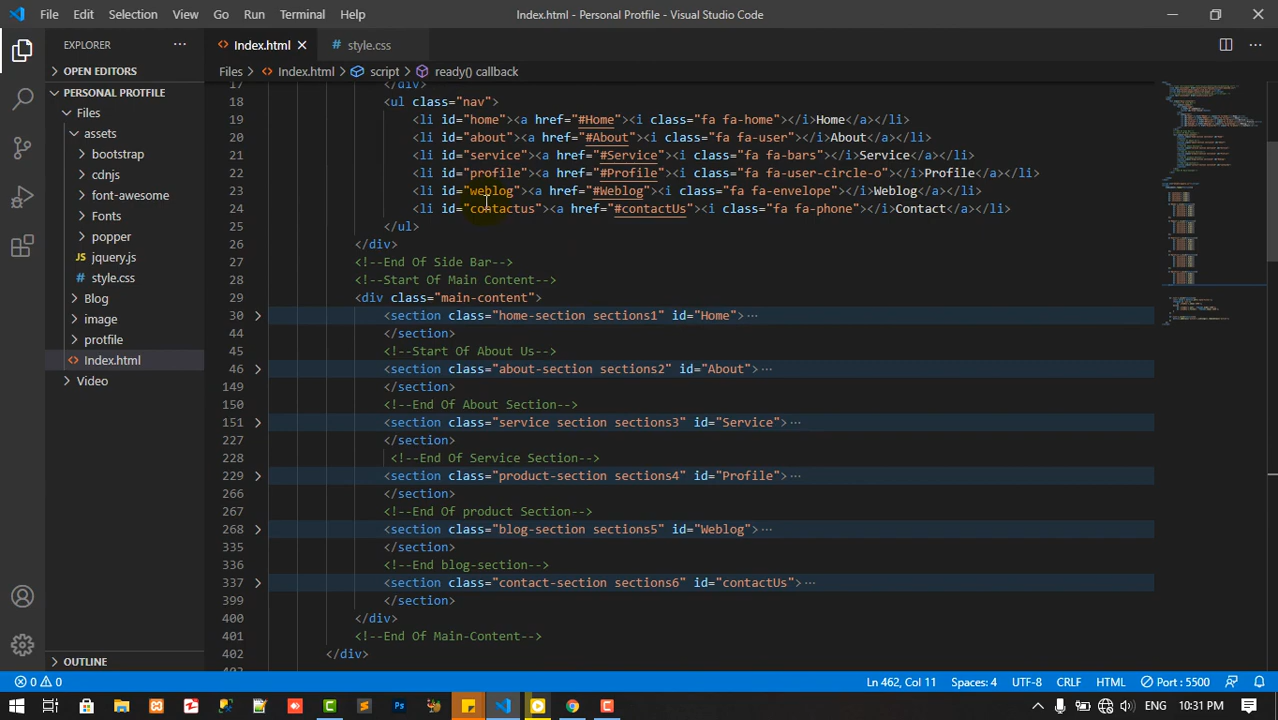 File Edit Selection View Go Run Terminal Help
Index.html - Personal Protfile - Visual Studio Code
EXPLORER
Index.html
style.css
OPEN EDITORS
Files > Index.html > script > ready() callback
PERSONAL PROTFILE
Files
assets
bootstrap
cdnjs
font-awesome
Fonts
popper
jquery.js
style.css
Blog
image
protfile
Index.html
Video
OUTLINE
17 </div>
18 <ul class="nav">
19 <li id="home"><a href="#Home"><i class="fa fa-home"></i>Home</a></li>
20 <li id="about"><a href="#About"><i class="fa fa-user"></i>About</a></li>
21 <li id="service"><a href="#Service"><i class="fa fa-bars"></i>Service</a></li>
22 <li id="profile"><a href="#Profile"><i class="fa fa-user-circle-o"></i>Profile</a></li>
23 <li id="weblog"><a href="#Weblog"><i class="fa fa-envelope"></i>Weblog</a></li>
24 <li id="contactus"><a href="#contactUs"><i class="fa fa-phone"></i>Contact</a></li>
25 </ul>
26 </div>
27 <!--End Of Side Bar-->
28 <!--Start Of Main Content-->
29 <div class="main-content">
30 <section class="home-section sections1" id="Home">...
44 </section>
45 <!--Start Of About Us-->
46 <section class="about-section sections2" id="About">...
149 </section>
150 <!--End Of About Section-->
151 <section class="service section sections3" id="Service">...
227 </section>
228 <!--End Of Service Section-->
229 <section class="product-section sections4" id="Profile">...
266 </section>
267 <!--End Of product Section-->
268 <section class="blog-section sections5" id="Weblog">...
335 </section>
336 <!--End blog-section-->
337 <section class="contact-section sections6" id="contactUs">...
399 </section>
400 </div>
401 <!--End Of Main-Content-->
402 </div>
0 0
Ln 462, Col 11 Spaces: 4 UTF-8 CRLF HTML Port : 5500
ENG 10:31 PM